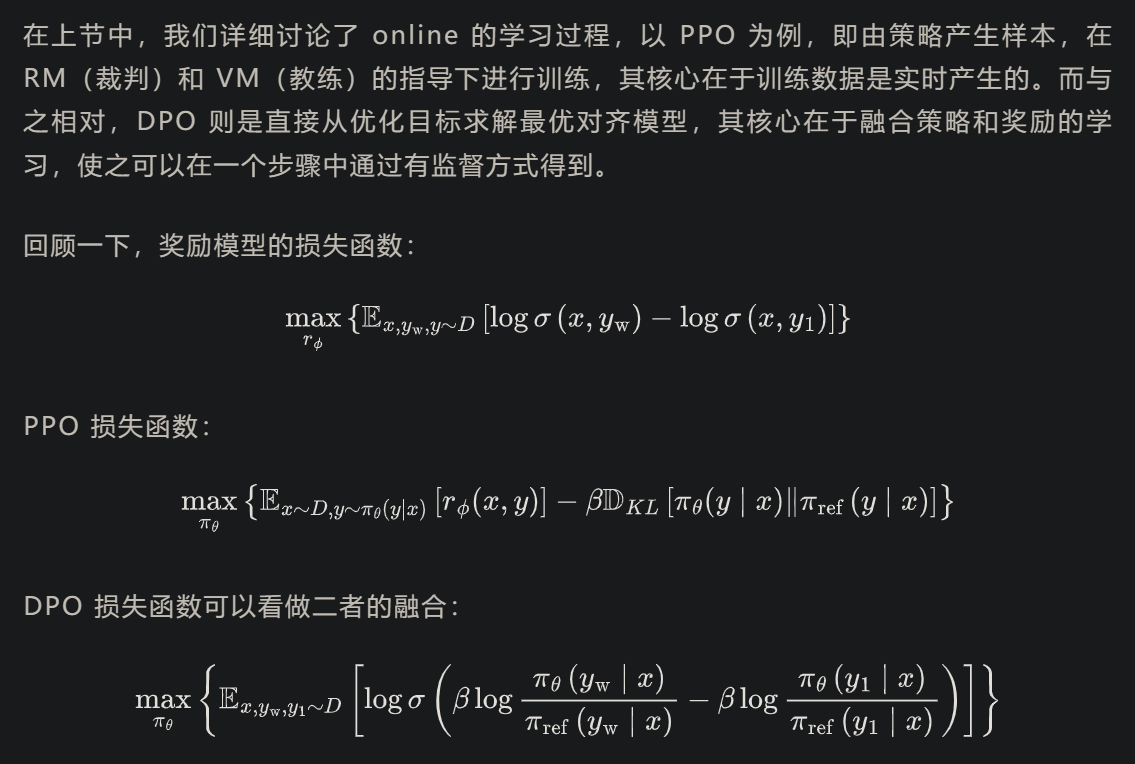 在上节中，我们详细讨论了 online 的学习过程，以 PPO 为例，即由策略产生样本，在
RM（裁判）和 VM（教练）的指导下进行训练，其核心在于训练数据是实时产生的。而与
之相对，DPO 则是直接从优化目标求解最优对齐模型，其核心在于融合策略和奖励的学
习，使之可以在一个步骤中通过有监督方式得到。
回顾一下，奖励模型的损失函数：
\max_{r_\phi} \left\{ \mathbb{E}_{x, y_{\mathrm{w}}, y \sim D} \left[ \log \sigma \left( x, y_{\mathrm{w}} \right) - \log \sigma \left( x, y_1 \right) \right] \right\}
PPO 损失函数：
\max_{\pi_\theta} \left\{ \mathbb{E}_{x \sim D, y \sim \pi_\theta(y|x)} \left[ r_\phi(x, y) \right] - \beta \mathbb{D}_{KL} \left[ \pi_\theta(y \mid x) \| \pi_{\mathrm{ref}} \left( y \mid x \right) \right] \right\}
DPO 损失函数可以看做二者的融合：
\max_{\pi_\theta} \left\{ \mathbb{E}_{x, y_{\mathrm{w}}, y_1 \sim D} \left[ \log \sigma \left( \beta \log \frac{\pi_\theta \left( y_{\mathrm{w}} \mid x \right)}{\pi_{\mathrm{ref}} \left( y_{\mathrm{w}} \mid x \right)} - \beta \log \frac{\pi_\theta \left( y_1 \mid x \right)}{\pi_{\mathrm{ref}} \left( y_1 \mid x \right)} \right) \right] \right\}